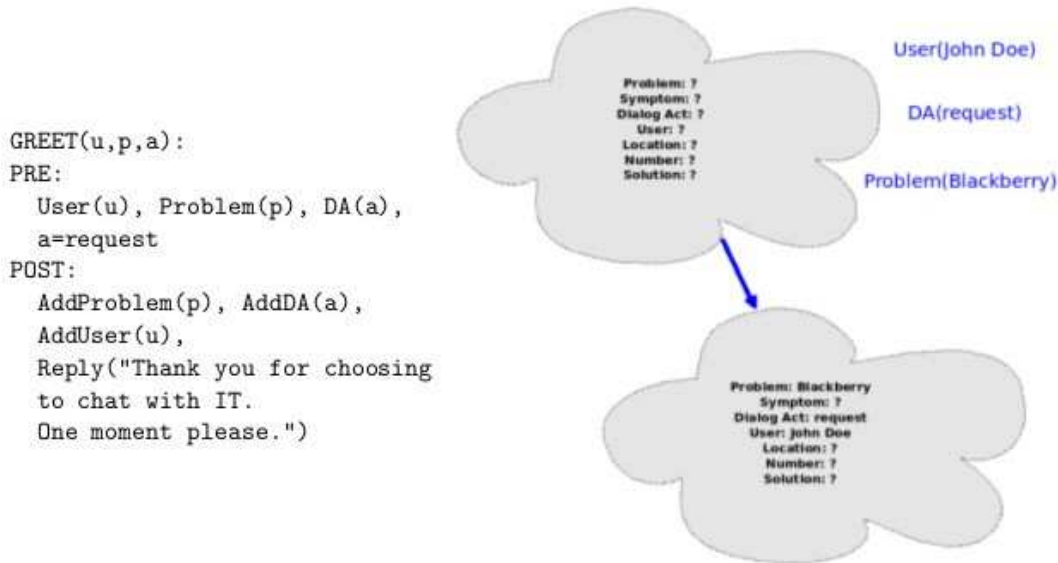 GREET(u,p,a):
PRE:
User(u), Problem(p), DA(a),
a=request
POST:
AddProblem(p), AddDA(a),
AddUser(u),
Reply("Thank you for choosing
to chat with IT.
One moment please.")
Problem: ?
Symptom: ?
Dialog Act: ?
User: ?
Location: ?
Number: ?
Solution: ?
User(John Doe)
DA(request)
Problem(Blackberry)
Problem: Blackberry
Symptom: ?
Dialog Act: request
User: John Doe
Location: ?
Number: ?
Solution: ?